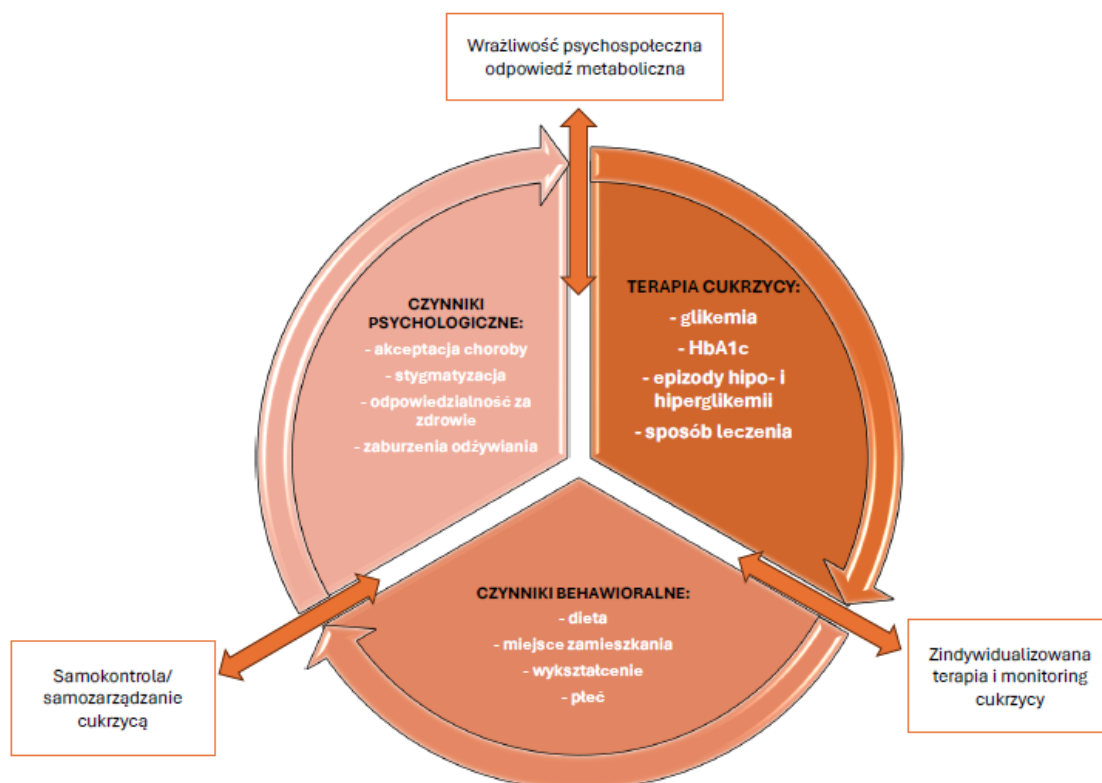 Wrażliwość psychospołeczna
odpowiedź metaboliczna
CZYNNIKI
PSYCHOLOGICZNE:
- akceptacja choroby
- stygmatyzacja
- odpowiedzialność za
zdrowie
- zaburzenia odżywiania
TERAPIA CUKRZYCY:
- glikemia
- HbA1c
- epizody hipo- i
hiperglikemii
- sposób leczenia
CZYNNIKI BEHAWIORALNE:
- dieta
- miejsce zamieszkania
- wykształcenie
- płeć
Samokontrola/
samozarządzanie
cukrzycą
Zindywidualizowana
terapia i monitoring
cukrzycy